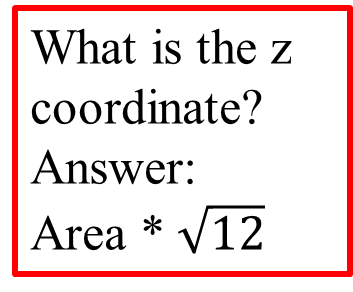 What is the z
coordinate?
Answer:
Area * √12